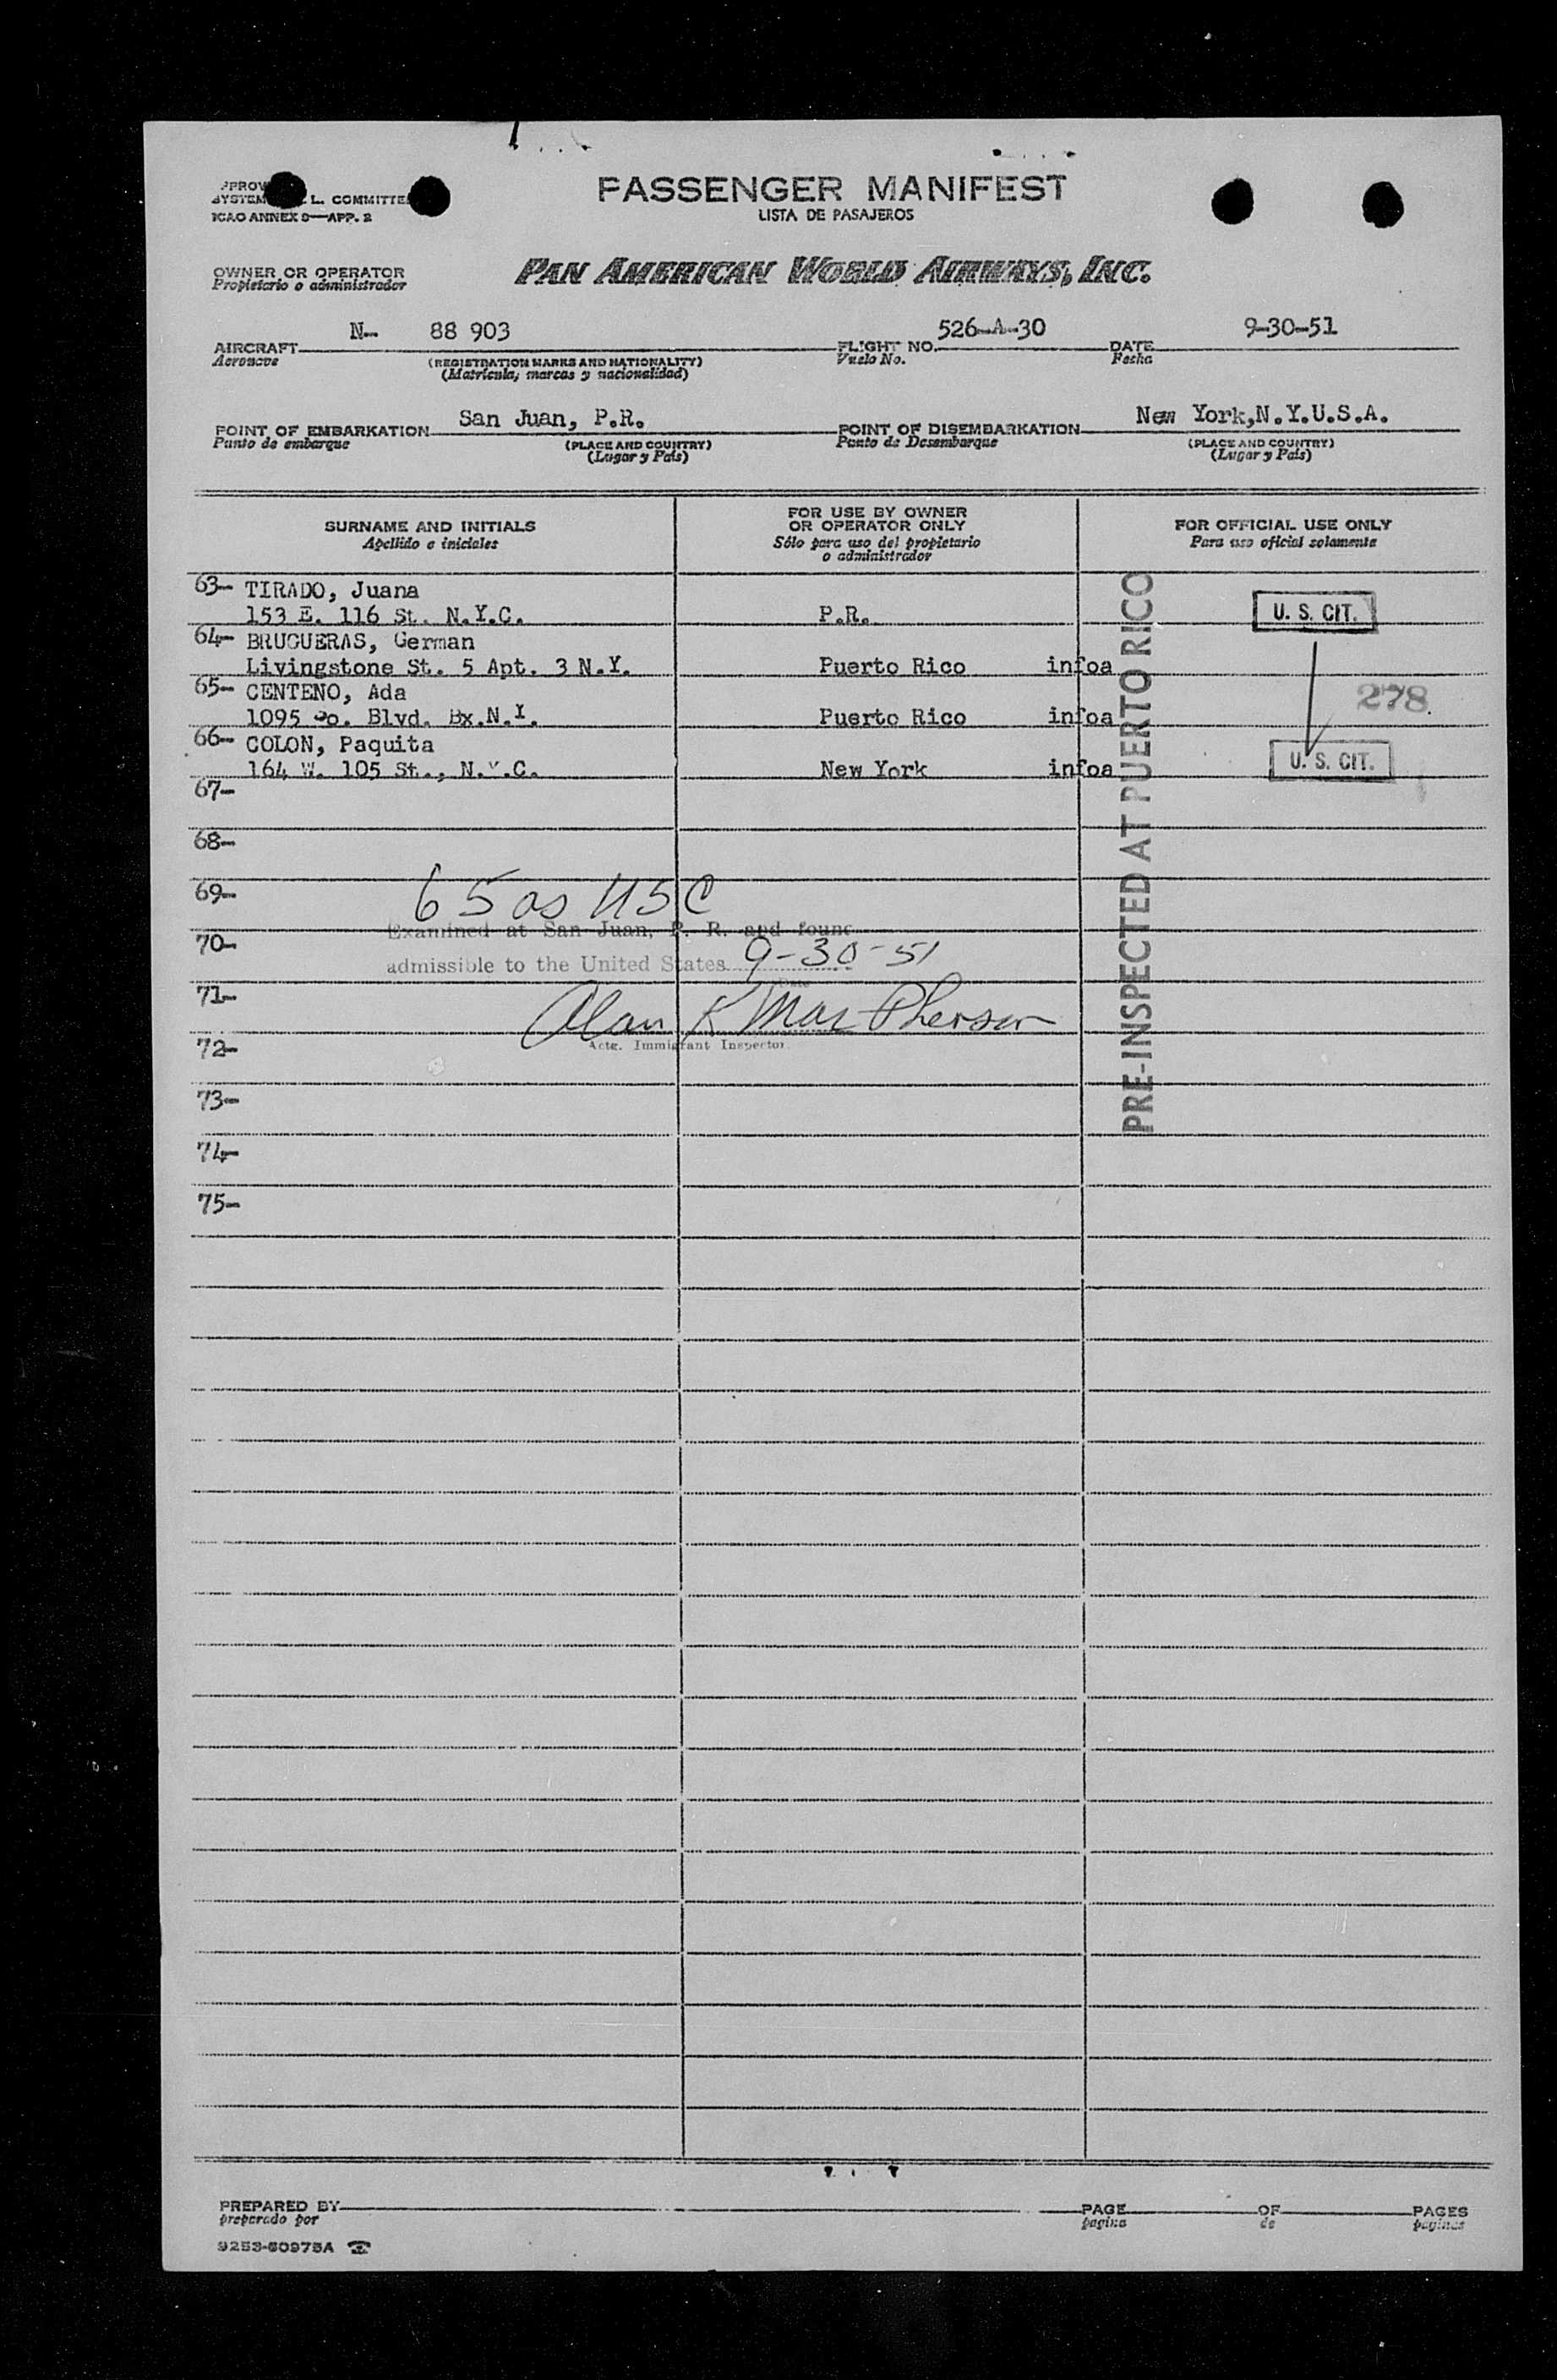 SYSTEM L. COMMITTEE
ICAO ANNEX 9—APP. 2
PASSENGER MANIFEST
LISTA DE PASAJEROS
OWNER OR OPERATOR
Propietario o administrador
PAN AMERICAN WORLD AIRWAYS, INC.
AIRCRAFT N- 88 903 FLIGHT NO. 526-A-30 DATE 9-30-51
Aeronave (REGISTRATION MARKS AND NATIONALITY) Vuelo No. Fecha
(Matrícula, marcas y nacionalidad)
POINT OF EMBARKATION San Juan, P.R. POINT OF DISEMBARKATION New York,N.Y.U.S.A.
Punto de embarque (PLACE AND COUNTRY) Punto de Desembarque (PLACE AND COUNTRY)
(Lugar y País) (Lugar y País)
SURNAME AND INITIALS
Apellido e iniciales
FOR USE BY OWNER
OR OPERATOR ONLY
Sólo para uso del propietario
o administrador
FOR OFFICIAL USE ONLY
Para uso oficial solamente
63- TIRADO, Juana
153 E. 116 St. N.Y.C. P.R. U. S. CIT.
64- BRUGUERAS, German
Livingstone St. 5 Apt. 3 N.Y. Puerto Rico infoa
65- CENTENO, Ada 278
1095 So. Blvd. Bx.N.Y. Puerto Rico infoa
66- COLON, Paquita
164 W. 105 St., N.Y.C. New York infoa U. S. CIT.
67-
68-
69-
65 as USC
Examined at San Juan, P. R. and found
70-
admissible to the United States 9-30-51
Date
71-
Alan K MacPherson
Actg. Immigrant Inspector
72-
73-
74-
75-
PRE-INSPECTED AT PUERTO RICO
PREPARED BY PAGE OF PAGES
preparado por pagina de paginas
9253-60975A